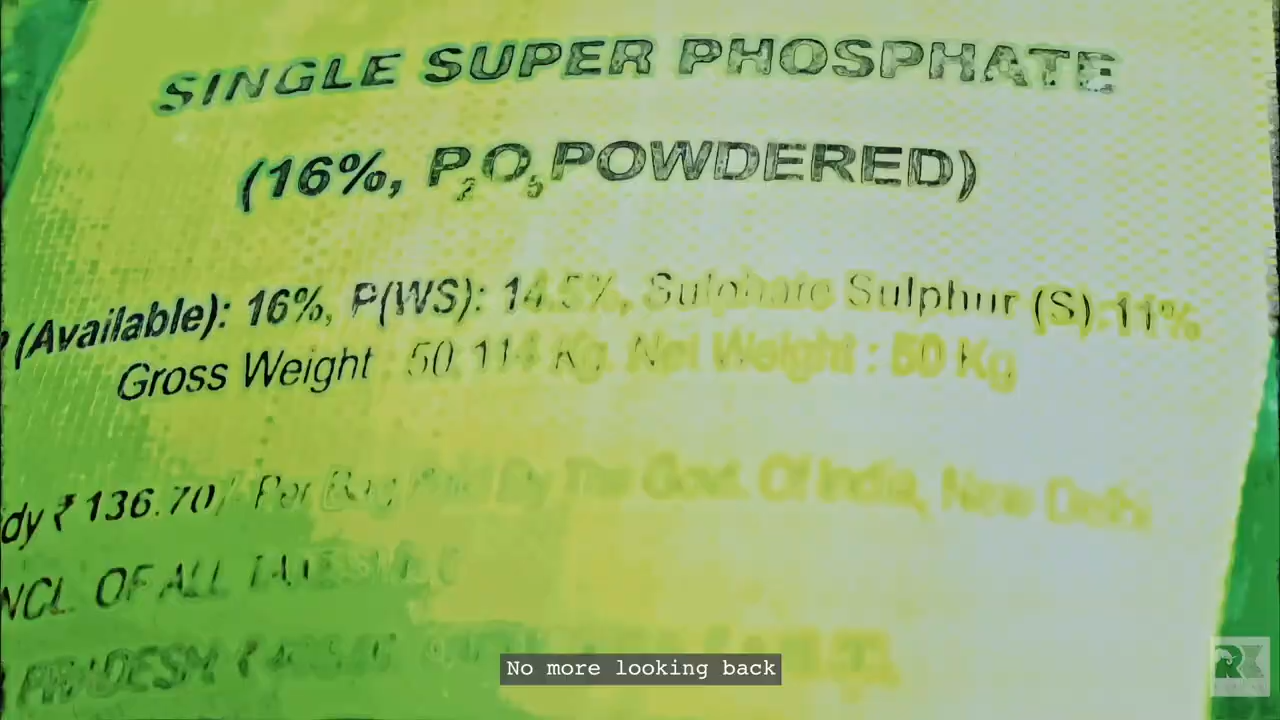 SINGLE SUPER PHOSPHATE
(16%, P₂O₅ POWDERED)
(Available): 16%, P(WS): 14.5%, Sulphate Sulphur (S):11%
Gross Weight : 50.114 Kg. Net Weight : 50 Kg
dy ₹ 136.70/ Per Bag Paid By The Govt. Of India, New Delhi
NCL. OF ALL TAXES
PRADESH ₹
No more looking back